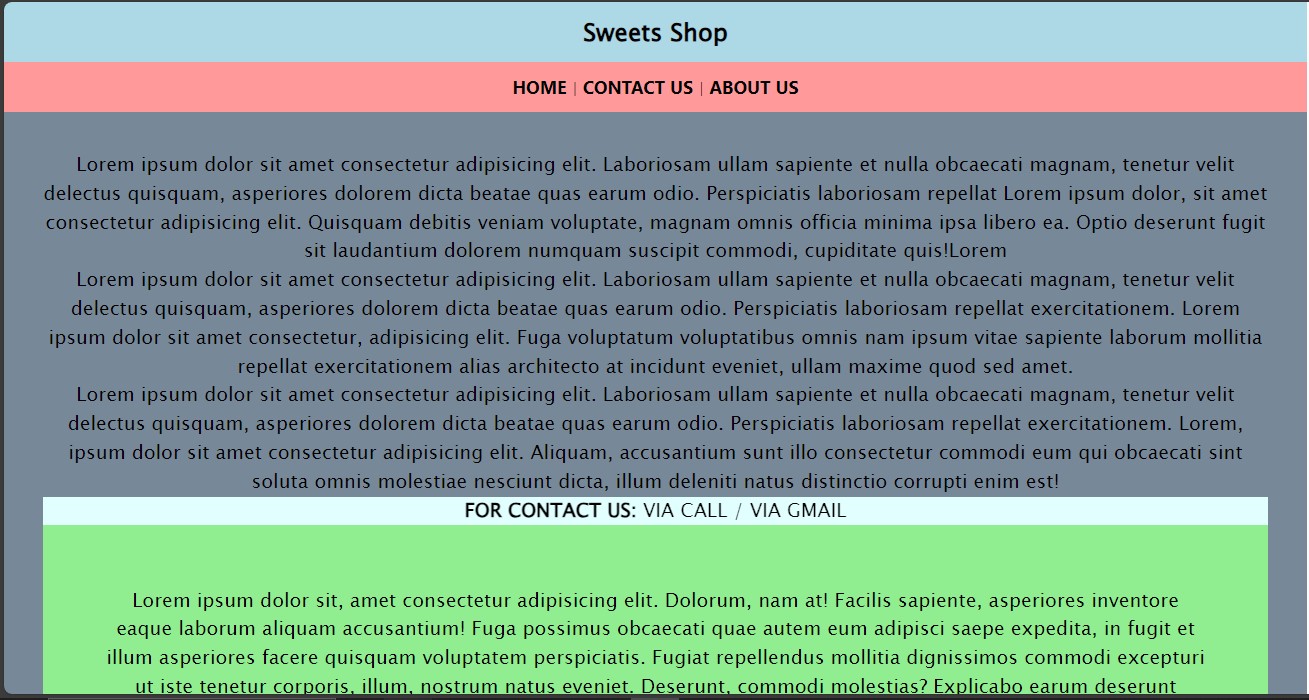 Sweets Shop
HOME | CONTACT US | ABOUT US
Lorem ipsum dolor sit amet consectetur adipisicing elit. Laboriosam ullam sapiente et nulla obcaecati magnam, tenetur velit
delectus quisquam, asperiores dolorem dicta beatae quas earum odio. Perspiciatis laboriosam repellat Lorem ipsum dolor, sit amet
consectetur adipisicing elit. Quisquam debitis veniam voluptate, magnam omnis officia minima ipsa libero ea. Optio deserunt fugit
sit laudantium dolorem numquam suscipit commodi, cupiditate quis!Lorem
Lorem ipsum dolor sit amet consectetur adipisicing elit. Laboriosam ullam sapiente et nulla obcaecati magnam, tenetur velit
delectus quisquam, asperiores dolorem dicta beatae quas earum odio. Perspiciatis laboriosam repellat exercitationem. Lorem
ipsum dolor sit amet consectetur, adipisicing elit. Fuga voluptatum voluptatibus omnis nam ipsum vitae sapiente laborum mollitia
repellat exercitationem alias architecto at incidunt eveniet, ullam maxime quod sed amet.
Lorem ipsum dolor sit amet consectetur adipisicing elit. Laboriosam ullam sapiente et nulla obcaecati magnam, tenetur velit
delectus quisquam, asperiores dolorem dicta beatae quas earum odio. Perspiciatis laboriosam repellat exercitationem. Lorem,
ipsum dolor sit amet consectetur adipisicing elit. Aliquam, accusantium sunt illo consectetur commodi eum qui obcaecati sint
soluta omnis molestiae nesciunt dicta, illum deleniti natus distinctio corrupti enim est!
FOR CONTACT US: VIA CALL / VIA GMAIL
Lorem ipsum dolor sit, amet consectetur adipisicing elit. Dolorum, nam at! Facilis sapiente, asperiores inventore
eaque laborum aliquam accusantium! Fuga possimus obcaecati quae autem eum adipisci saepe expedita, in fugit et
illum asperiores facere quisquam voluptatem perspiciatis. Fugiat repellendus mollitia dignissimos commodi excepturi
ut iste tenetur corporis, illum, nostrum natus eveniet. Deserunt, commodi molestias? Explicabo earum deserunt